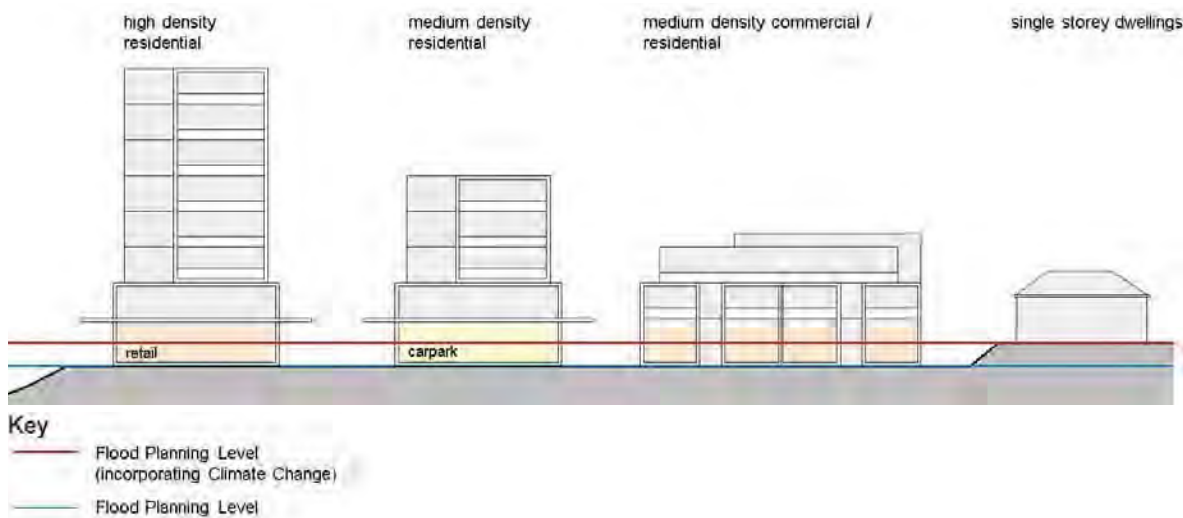 high density
residential
medium density
residential
medium density commercial /
residential
single storey dwellings
retail
carpark
Key
Flood Planning Level
(incorporating Climate Change)
Flood Planning Level